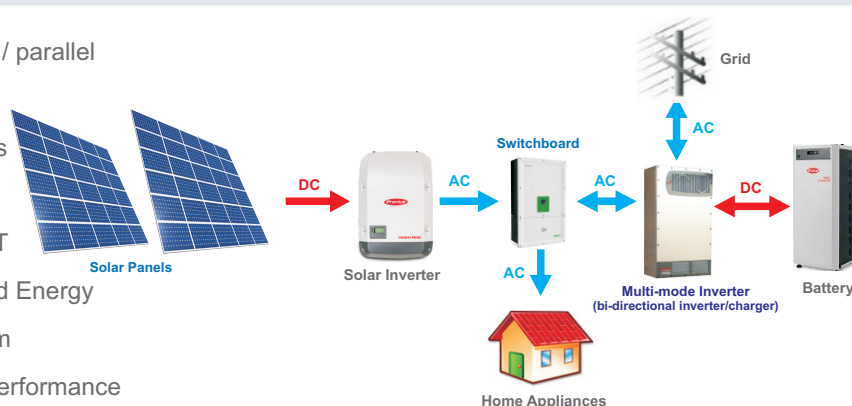 / parallel
Grid
AC
Switchboard
s
DC
AC
AC
DC
Fronius
T
Solar Panels
Solar Inverter
AC
Battery
d Energy
Multi-mode Inverter
(bi-directional inverter/charger)
m
erformance
Home Appliances